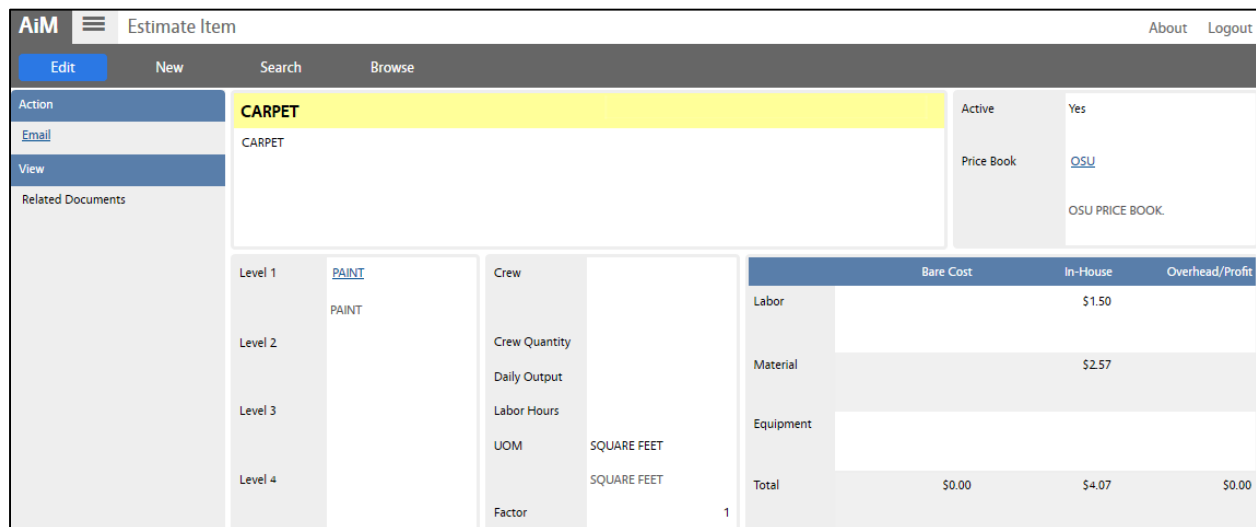 AiM Estimate Item About Logout
Edit New Search Browse
Action
Email
View
Related Documents
CARPET
CARPET
Active Yes
Price Book OSU
OSU PRICE BOOK.
Level 1 PAINT
PAINT
Level 2
Level 3
Level 4
Crew
Crew Quantity
Daily Output
Labor Hours
UOM SQUARE FEET
SQUARE FEET
Factor 1
Bare Cost In-House Overhead/Profit
Labor $1.50
Material $2.57
Equipment
Total $0.00 $4.07 $0.00